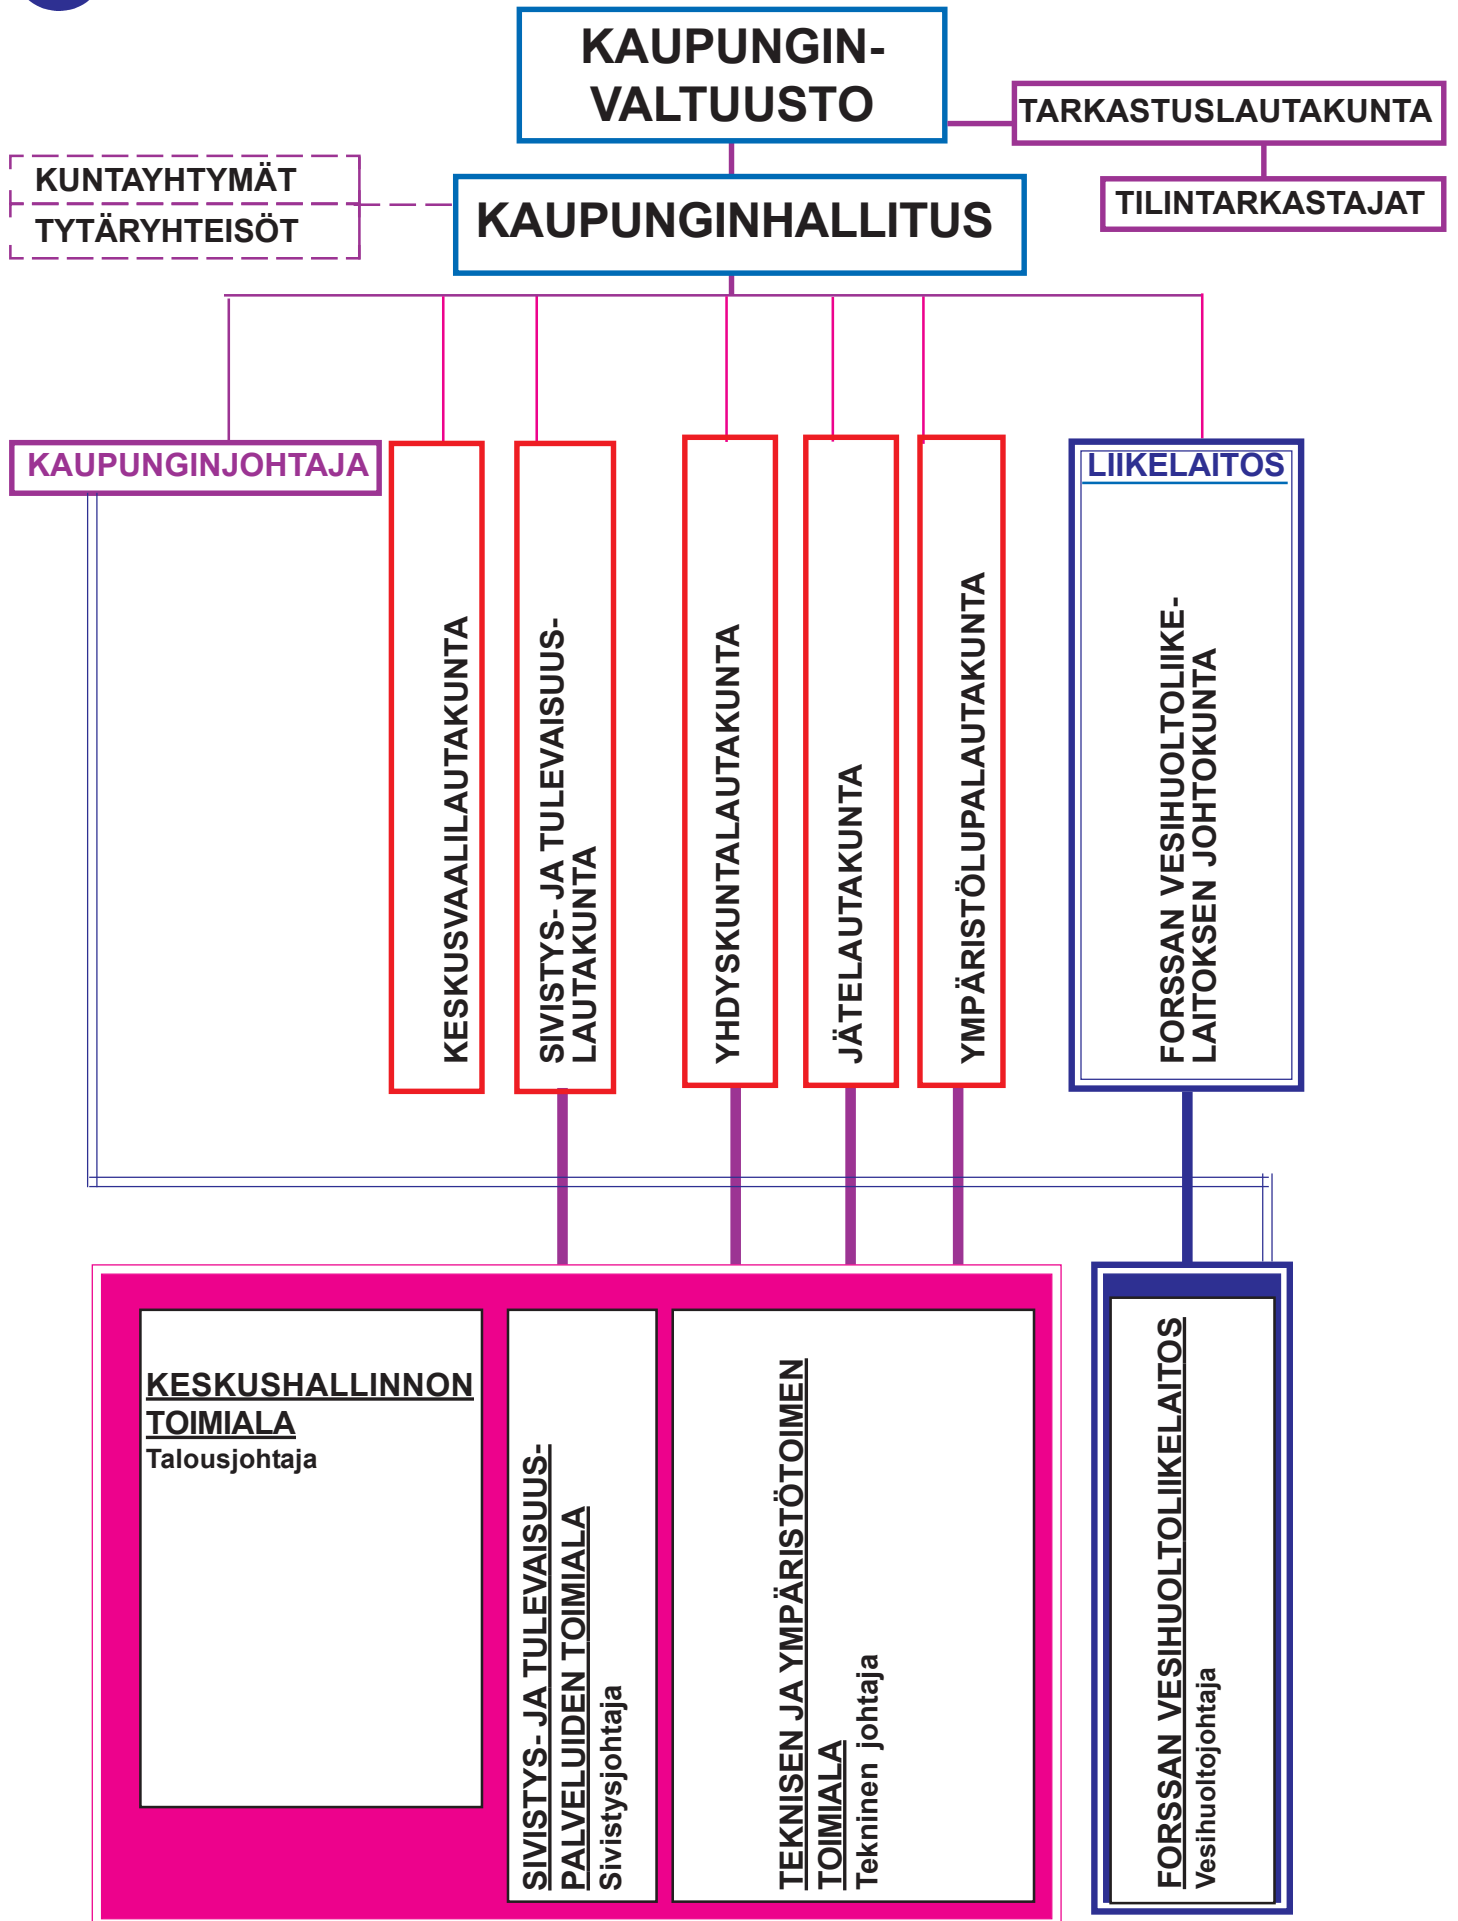 KAUPUNGIN-
VALTUUSTO
TARKASTUSLAUTAKUNTA
TILINTARKASTAJAT
KUNTAYHTYMÄT
TYTÄRYHTEISÖT
KAUPUNGINHALLITUS
KAUPUNGINJOHTAJA
KESKUSVAALILAUTAKUNTA
SIVISTYS- JA TULEVAISUUS-
LAUTAKUNTA
YHDYSKUNTALAUTAKUNTA
JÄTELAUTAKUNTA
YMPÄRISTÖLUPALAUTAKUNTA
LIIKELAITOS
FORSSAN VESIHUOLTOLIIKE-
LAITOKSEN JOHTOKUNTA
KESKUSHALLINNON
TOIMIALA
Talousjohtaja
SIVISTYS- JA TULEVAISUUS-
PALVELUIDEN TOIMIALA
Sivistysjohtaja
TEKNISEN JA YMPÄRISTÖTOIMEN
TOIMIALA
Tekninen johtaja
FORSSAN VESIHUOLTOLIIKELAITOS
Vesihuoltojohtaja